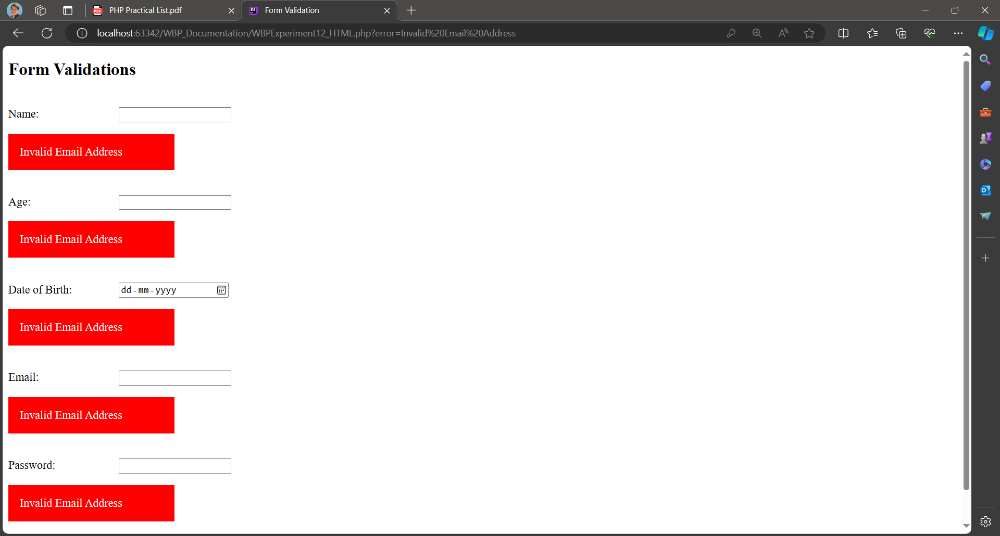 PHP Practical List.pdf
Form Validation
localhost:63342/WBP_Documentation/WBPExperiment12_HTML.php?error=Invalid%20Email%20Address
Form Validations
Name:
Invalid Email Address
Age:
Invalid Email Address
Date of Birth:
dd-mm-yyyy
Invalid Email Address
Email:
Invalid Email Address
Password:
Invalid Email Address